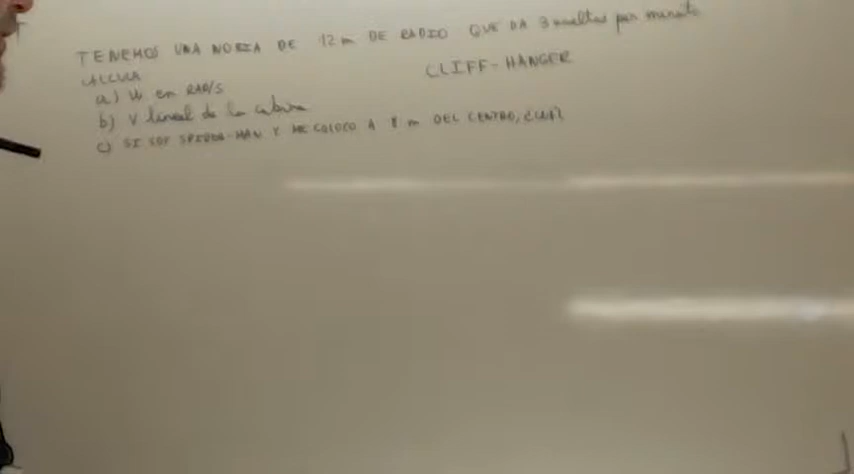 TENEMOS UNA NORIA DE 12 m DE RADIO QUE DA 3 vueltas por minuto
CALCULA
CLIFF-HANGER
a) W en RAD/S
b) V lineal de la cabina
c) SI SOY SPIDER-MAN Y ME COLOCO A 8 m DEL CENTRO, CUAL